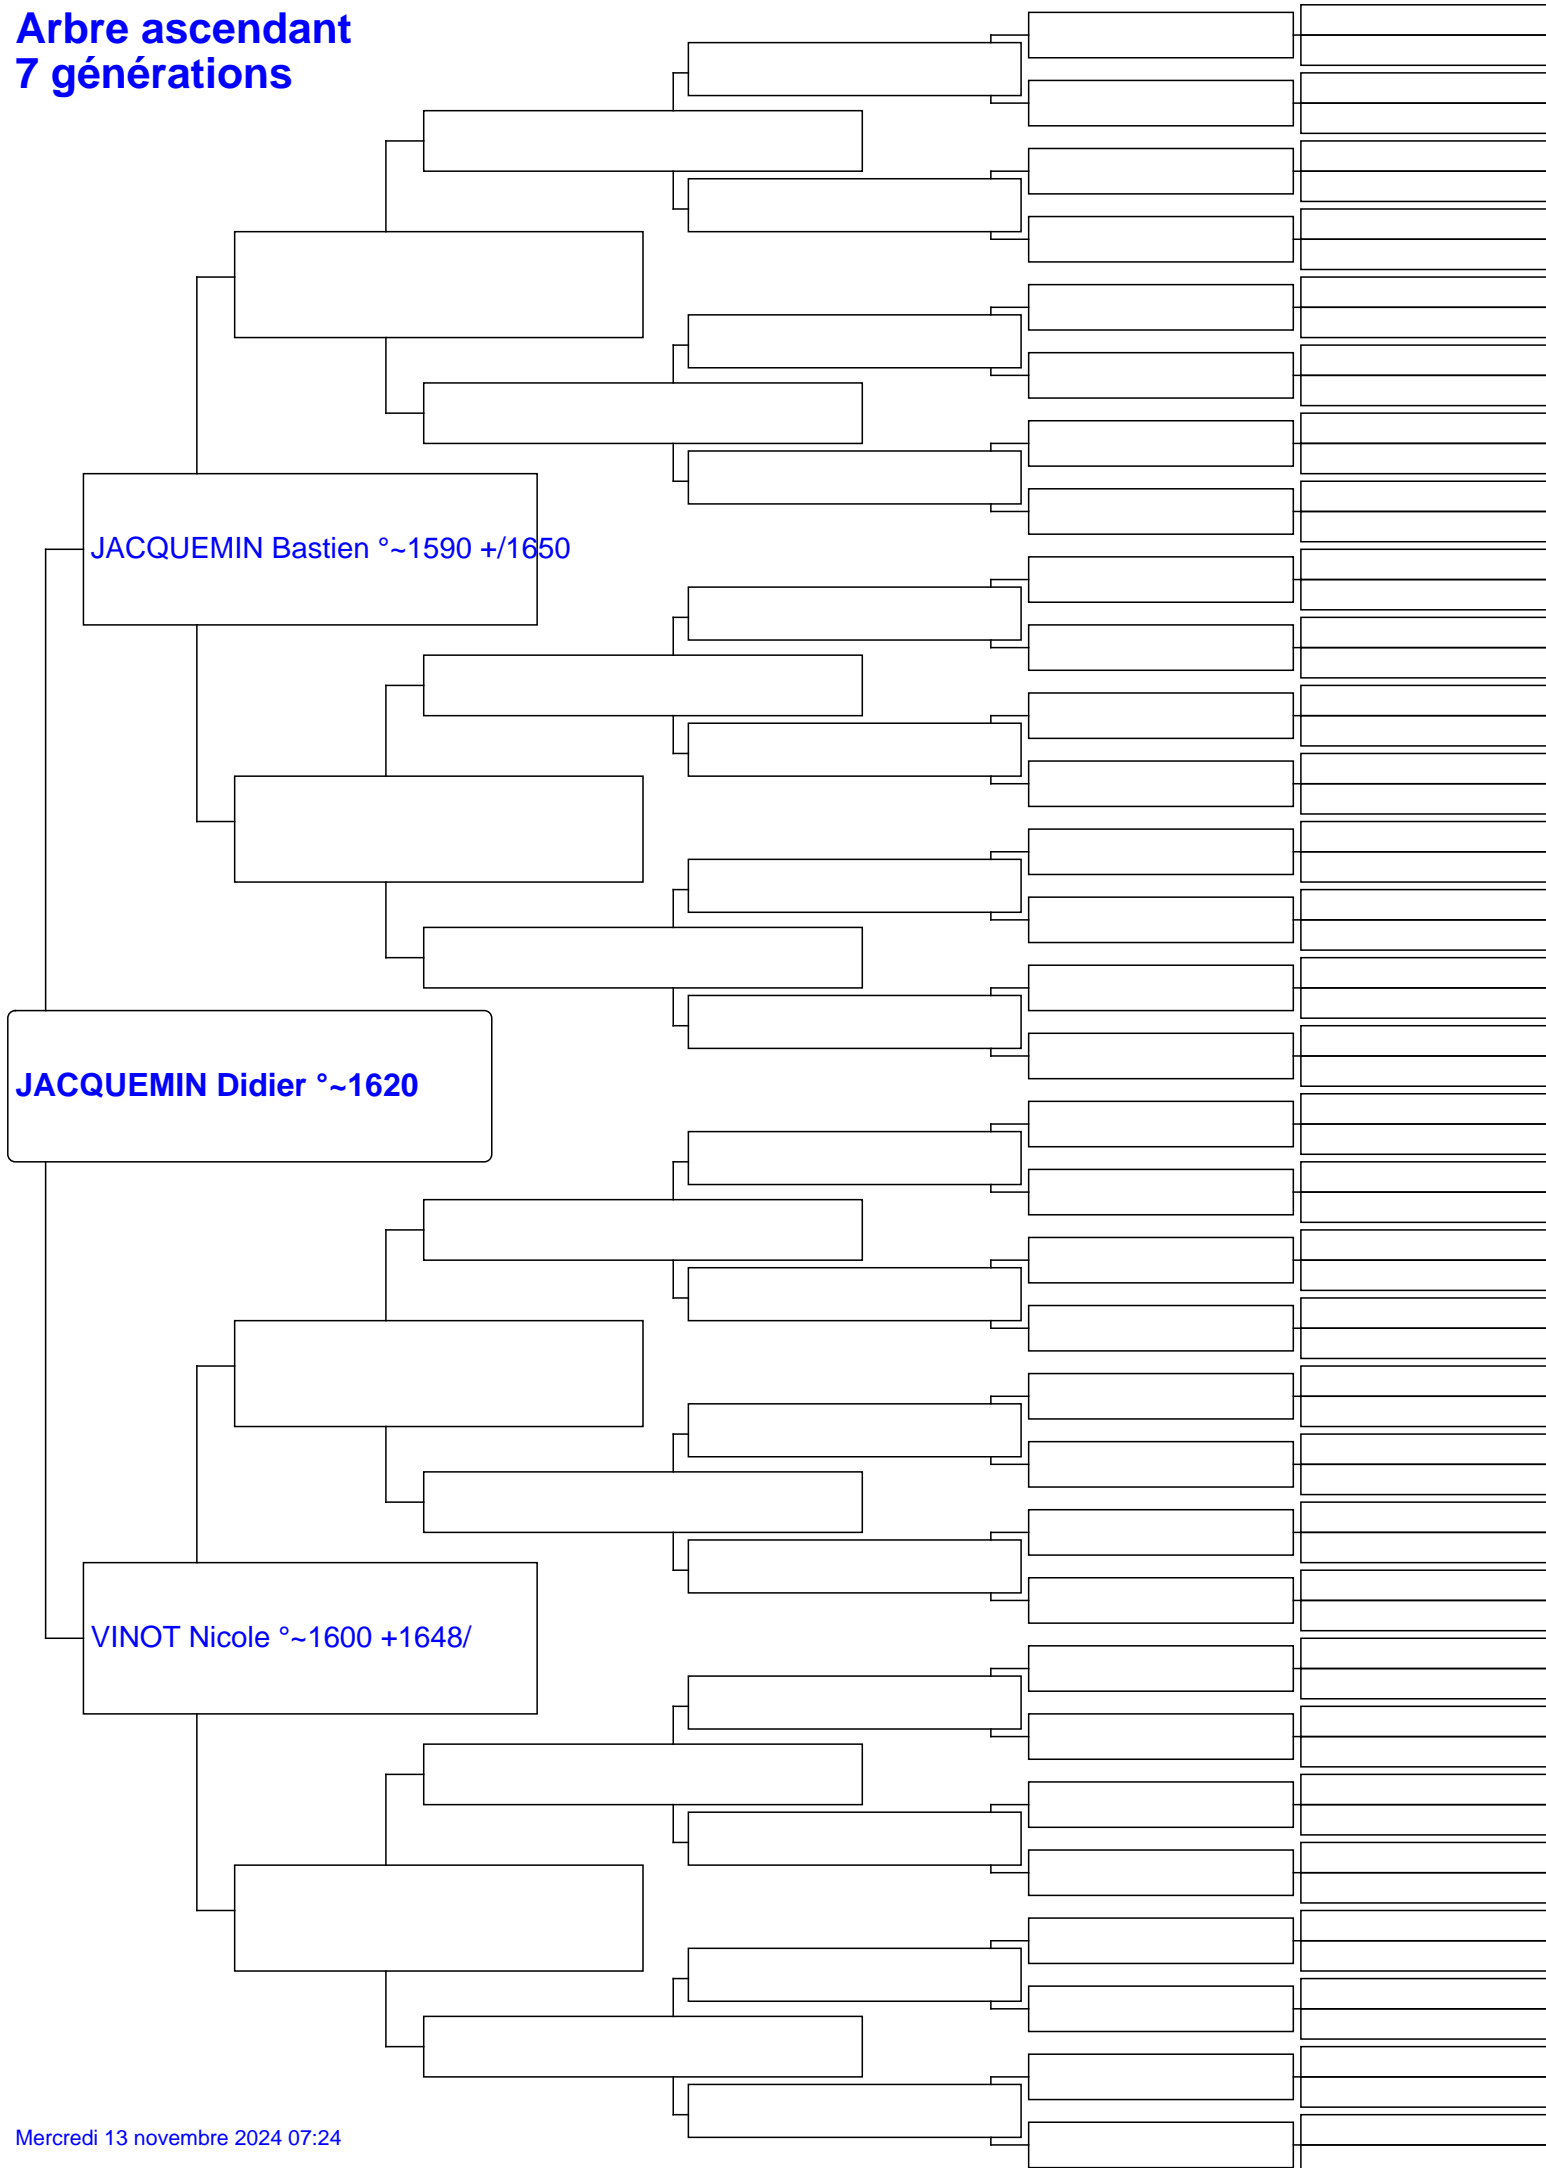 Arbre ascendant
7 générations
JACQUEMIN Bastien °~1590 +/1650
JACQUEMIN Didier °~1620
VINOT Nicole °~1600 +1648/
Mercredi 13 novembre 2024 07:24